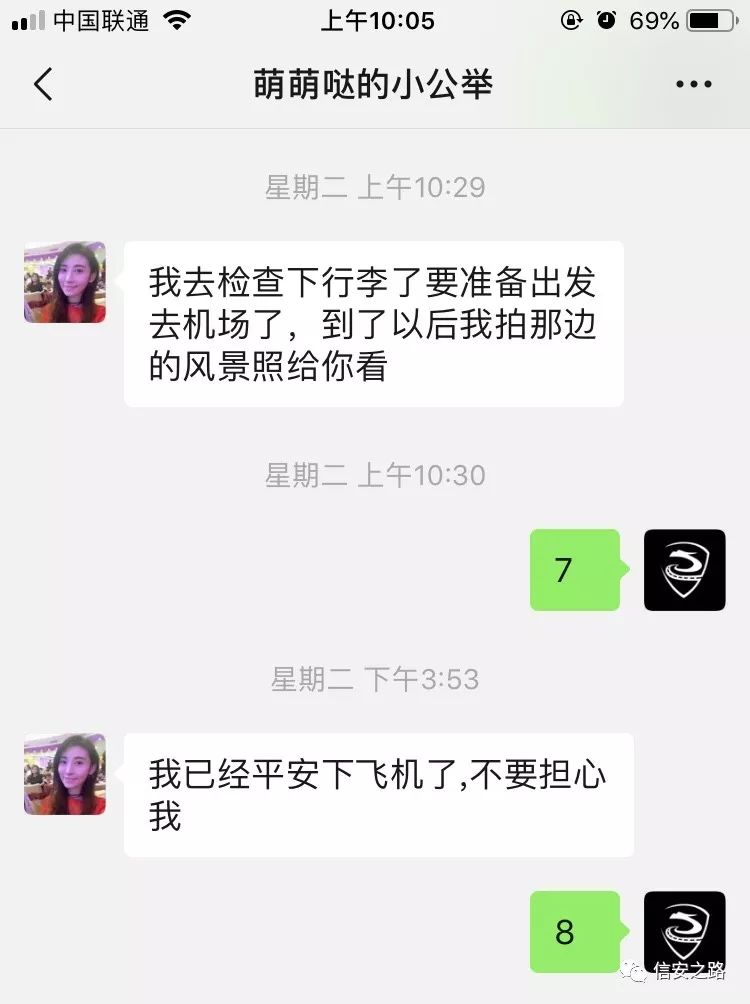 中国联通 上午10:05 69%
萌萌哒的小公举
星期二 上午10:29
我去检查下行李了要准备出发
去机场了，到了以后我拍那边
的风景照给你看
星期二 上午10:30
7
星期二 下午3:53
我已经平安下飞机了,不要担心
我
8
信安之路